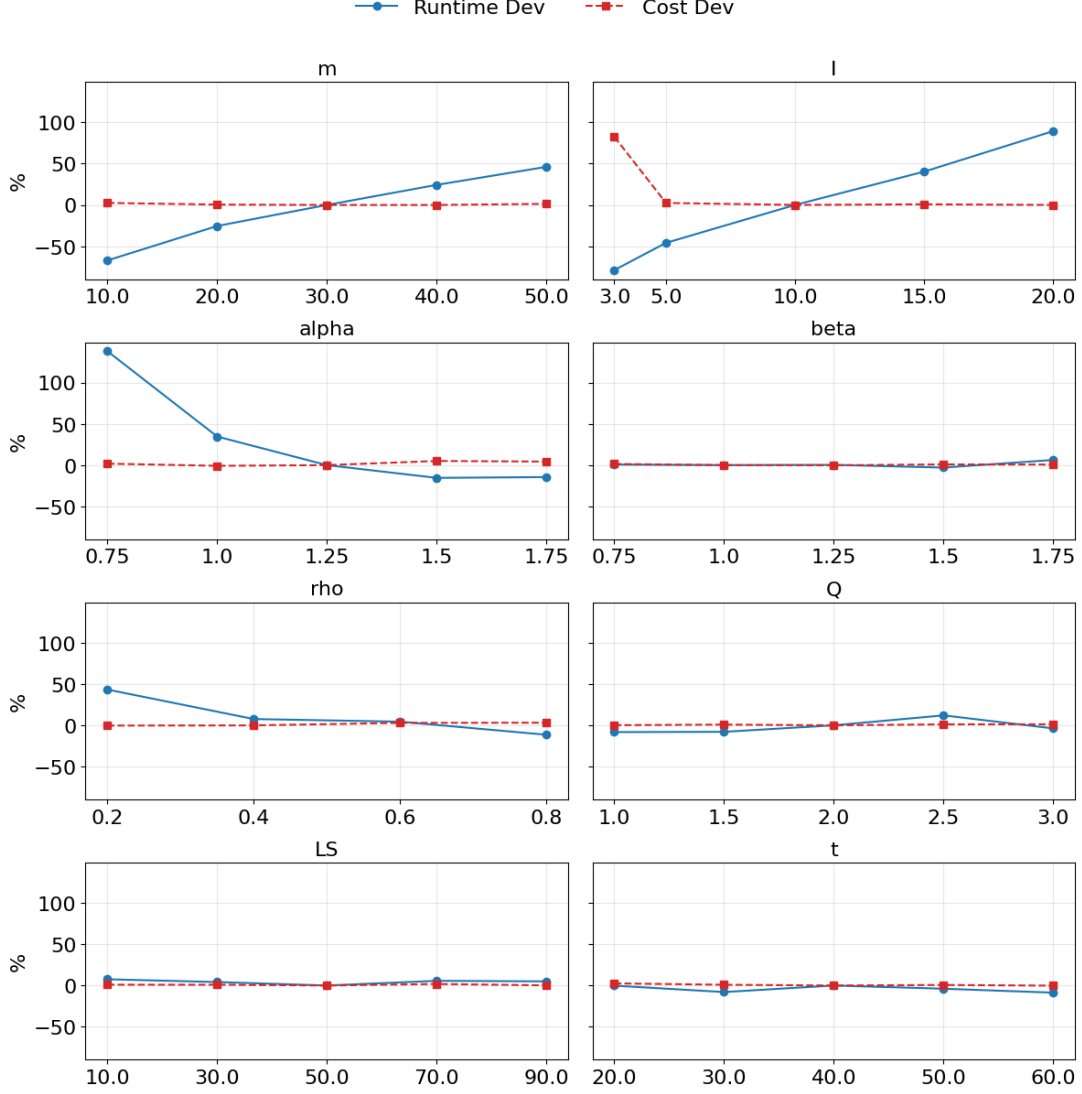 Runtime Dev Cost Dev
m
I
%
100
50
0
−50
10.0 20.0 30.0 40.0 50.0
3.0 5.0 10.0 15.0 20.0
alpha
beta
%
100
50
0
−50
0.75 1.0 1.25 1.5 1.75
0.75 1.0 1.25 1.5 1.75
rho
Q
%
100
50
0
−50
0.2 0.4 0.6 0.8
1.0 1.5 2.0 2.5 3.0
LS
t
%
100
50
0
−50
10.0 30.0 50.0 70.0 90.0
20.0 30.0 40.0 50.0 60.0